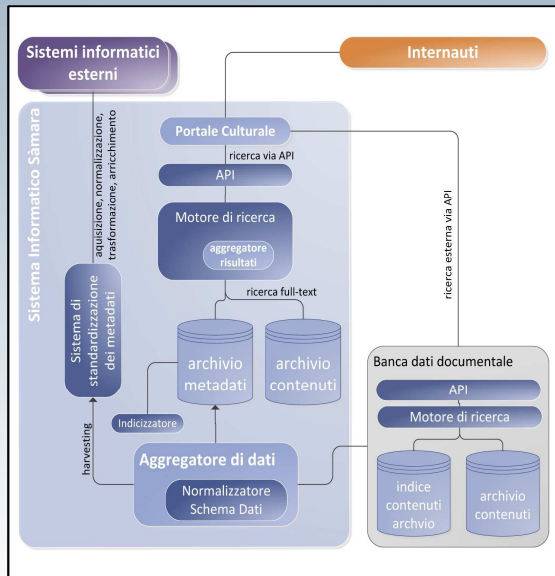 Sistemi informatici
esterni
Internauti
Sistema Informatico Sàmara
aquisizione, normalizzazione,
trasformazione, arricchimento
Portale Culturale
ricerca via API
API
Motore di ricerca
aggregatore
risultati
ricerca full-text
ricerca esterna via API
Sistema di
standardizzazione
dei metadati
archivio
metadati
archivio
contenuti
Indicizzatore
harvesting
Aggregatore di dati
Normalizzatore
Schema Dati
Banca dati documentale
API
Motore di ricerca
indice
contenuti
archvio
archivio
contenuti